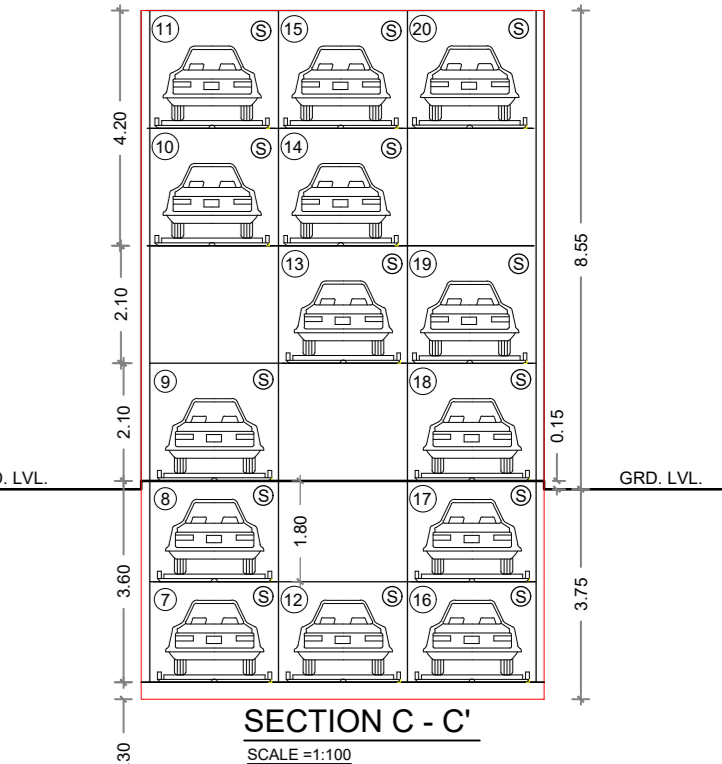 11 S 15 S 20 S
4.20
10 S 14 S
8.55
13 S 19 S
2.10
9 S 18 S
2.10
0.15
LVL.
GRD. LVL.
8 S 17 S
1.80
3.60
3.75
7 S 12 S 16 S
SECTION C - C'
.30
SCALE =1:100